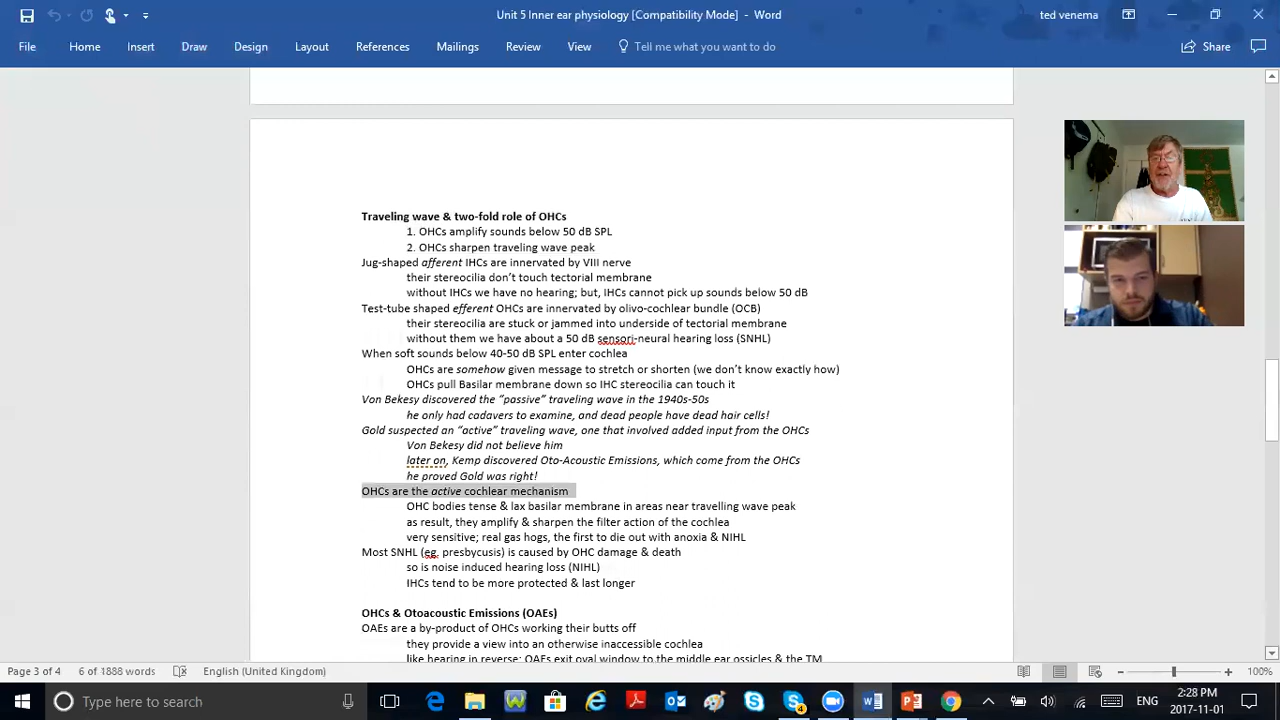 Unit 5 Inner ear physiology [Compatibility Mode] - Word
ted venema
File Home Insert Draw Design Layout References Mailings Review View Tell me what you want to do Share
Traveling wave & two-fold role of OHCs
1. OHCs amplify sounds below 50 dB SPL
2. OHCs sharpen traveling wave peak
Jug-shaped afferent IHCs are innervated by VIII nerve
their stereocilia don't touch tectorial membrane
without IHCs we have no hearing; but, IHCs cannot pick up sounds below 50 dB
Test-tube shaped efferent OHCs are innervated by olivo-cochlear bundle (OCB)
their stereocilia are stuck or jammed into underside of tectorial membrane
without them we have about a 50 dB sensori-neural hearing loss (SNHL)
When soft sounds below 40-50 dB SPL enter cochlea
OHCs are somehow given message to stretch or shorten (we don't know exactly how)
OHCs pull Basilar membrane down so IHC stereocilia can touch it
Von Bekesy discovered the “passive” traveling wave in the 1940s-50s
he only had cadavers to examine, and dead people have dead hair cells!
Gold suspected an “active” traveling wave, one that involved added input from the OHCs
Von Bekesy did not believe him
later on, Kemp discovered Oto-Acoustic Emissions, which come from the OHCs
he proved Gold was right!
OHCs are the active cochlear mechanism
OHC bodies tense & lax basilar membrane in areas near travelling wave peak
as result, they amplify & sharpen the filter action of the cochlea
very sensitive; real gas hogs, the first to die out with anoxia & NIHL
Most SNHL (eg. presbycusis) is caused by OHC damage & death
so is noise induced hearing loss (NIHL)
IHCs tend to be more protected & last longer
OHCs & Otoacoustic Emissions (OAEs)
OAEs are a by-product of OHCs working their butts off
they provide a view into an otherwise inaccessible cochlea
like hearing in reverse; OAEs exit oval window to the middle ear ossicles & the TM
Page 3 of 4 6 of 1888 words English (United Kingdom) 100%
Type here to search
4
ENG
2:28 PM
2017-11-01